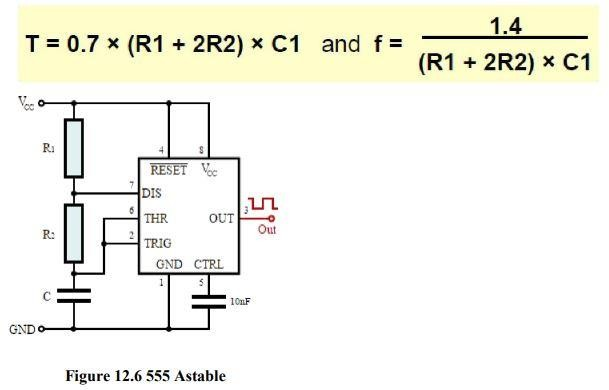 T = 0.7 × (R1 + 2R2) × C1 and f = 1.4
(R1 + 2R2) × C1
Vcc
R1
4 8
RESET Vcc
7
DIS
6
THR
OUT 3
Out
R2
2
TRIG
GND CTRL
1 5
C
10nF
GND
Figure 12.6 555 Astable